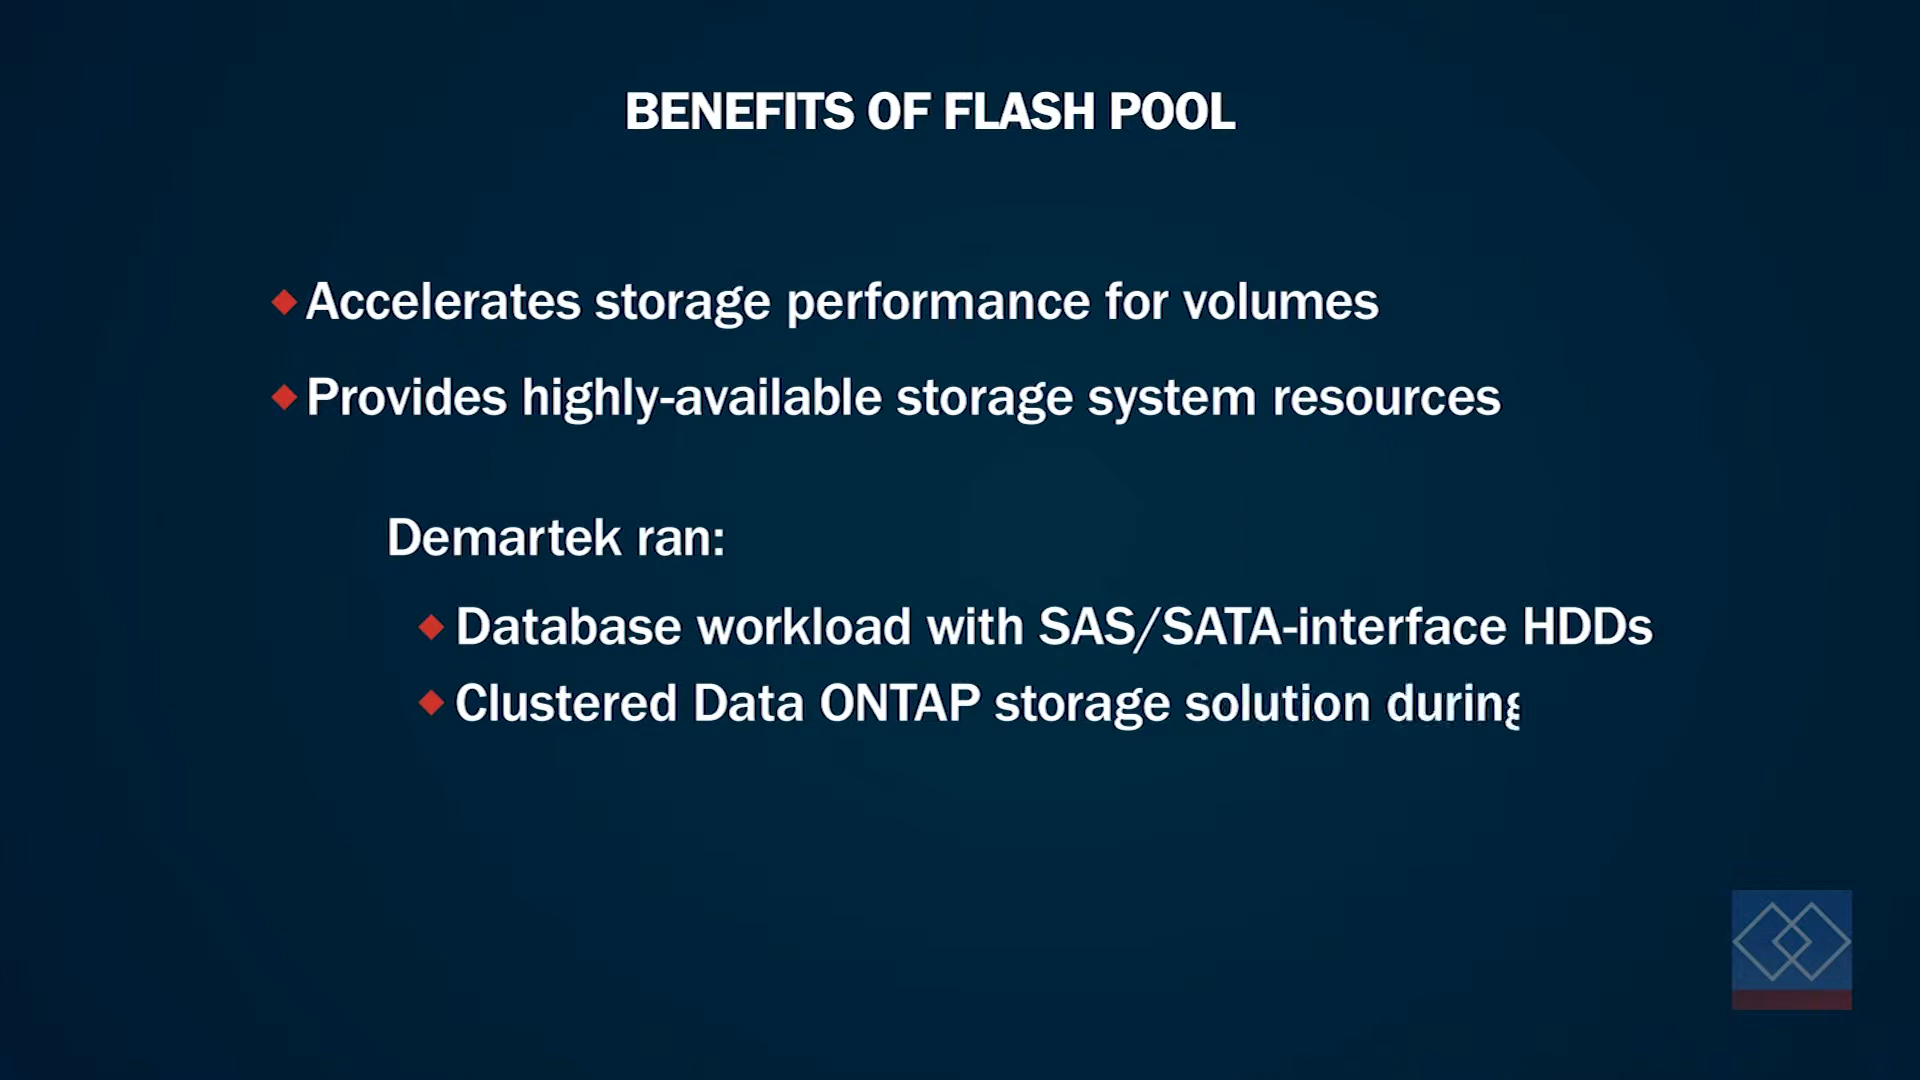 BENEFITS OF FLASH POOL
Accelerates storage performance for volumes
Provides highly-available storage system resources
Demartek ran:
Database workload with SAS/SATA-interface HDDs
Clustered Data ONTAP storage solution during